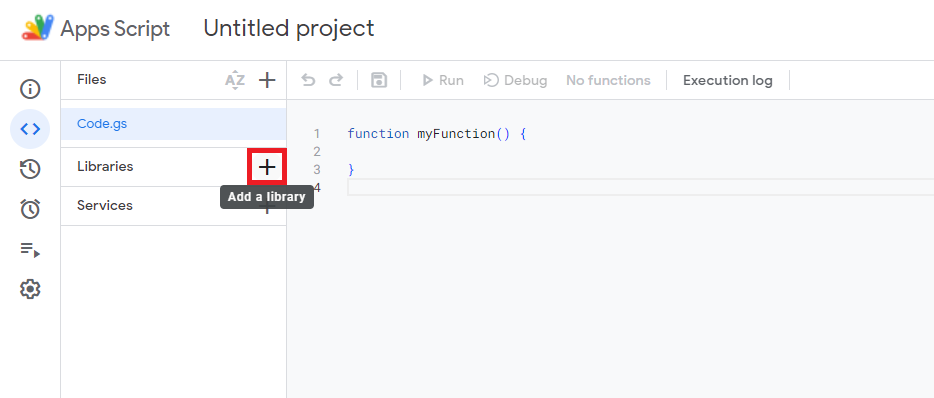 Apps Script Untitled project
Files AZ
Run Debug No functions Execution log
Code.gs
Libraries
Add a library
Services
1 function myFunction() {
2
3 }
4